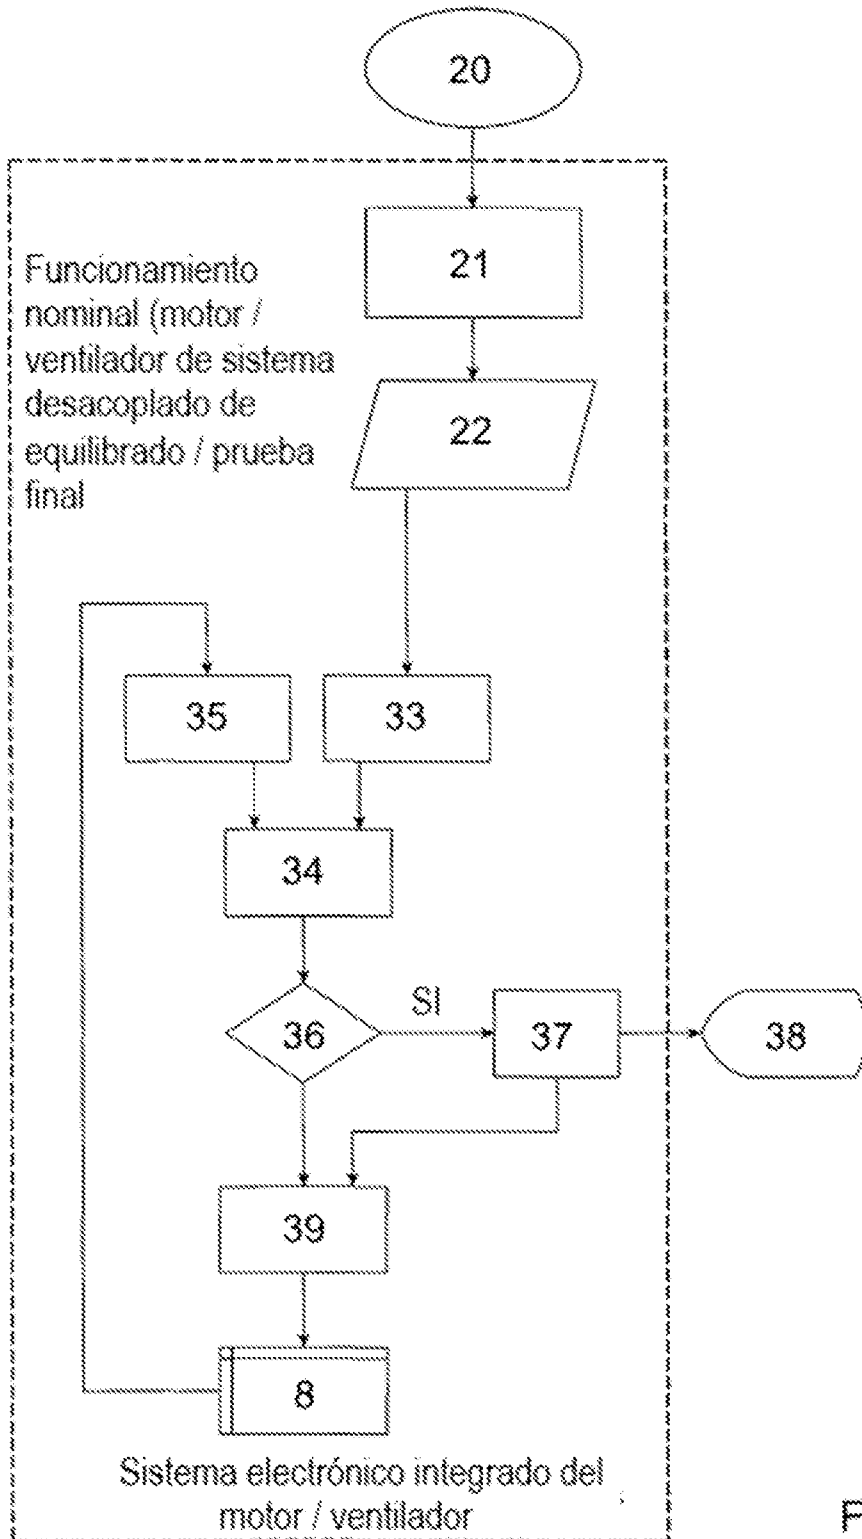 20
21
Funcionamiento
nominal (motor /
ventilador de sistema
desacoplado de
equilibrado / prueba
final
22
35
33
34
36
SI
37
38
39
8
Sistema electrónico integrado del
motor / ventilador